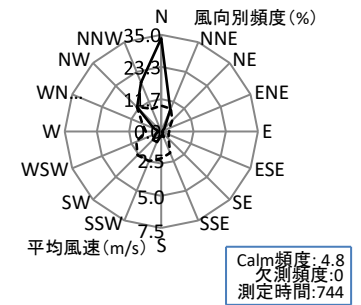 N
風向別頻度(%)
35.0
NNW
NNE
NW
23.3
NE
WN...
11.7
ENE
W
0.0
E
WSW
2.5
ESE
SW
5.0
SE
SSW
7.5
SSE
S
平均風速(m/s)
Calm頻度: 4.8
欠測頻度:0
測定時間:744